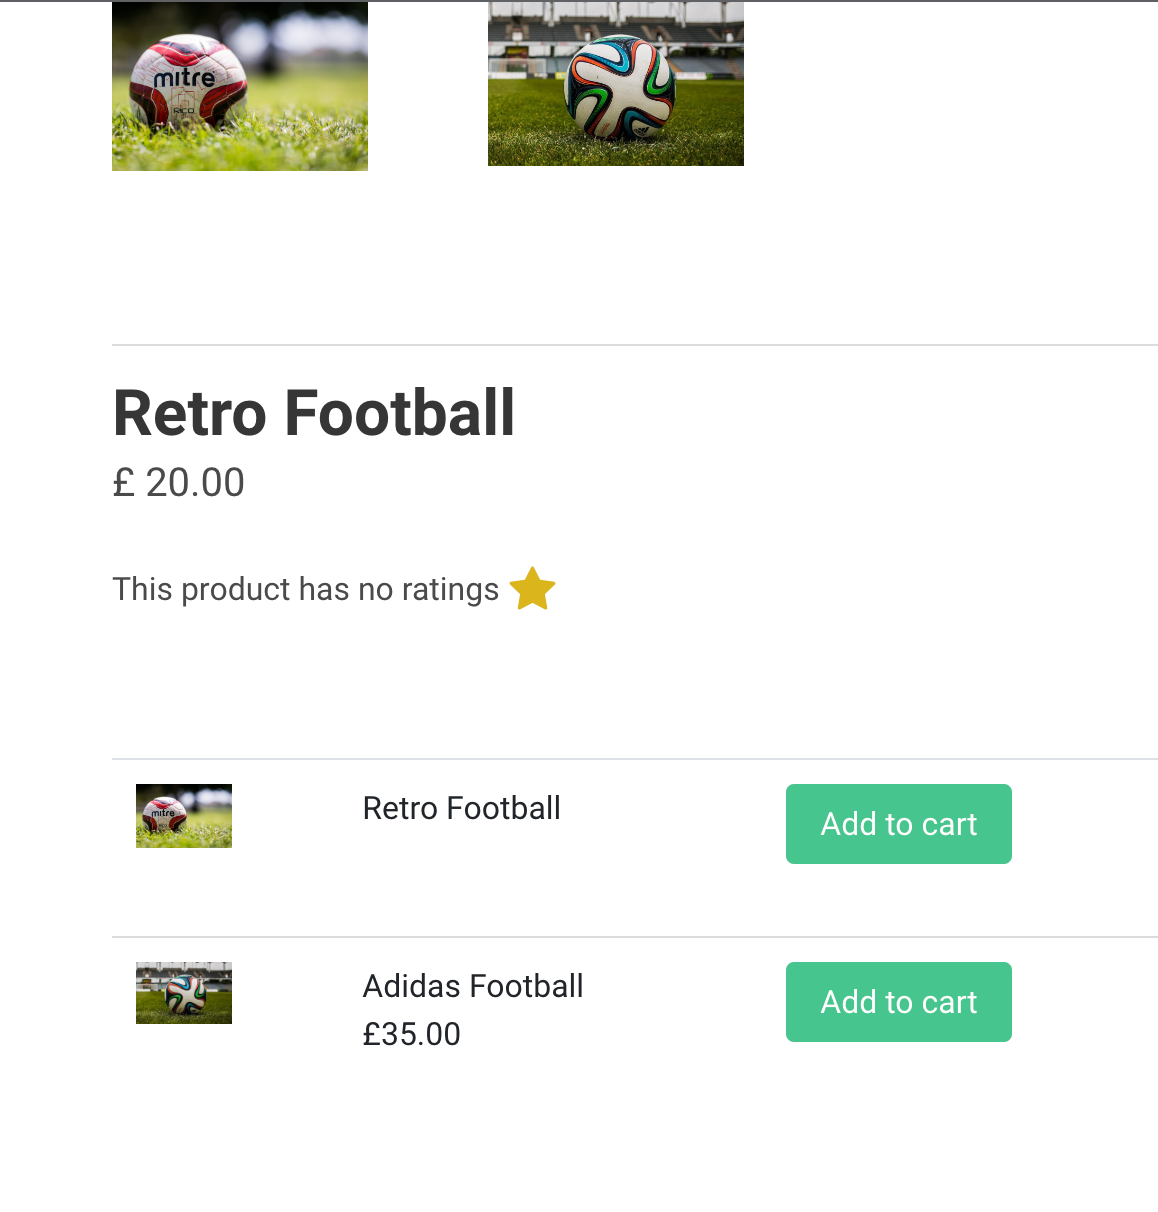 mitre
RICO
Retro Football
£ 20.00
This product has no ratings
mitre
Retro Football
Add to cart
Adidas Football
£35.00
Add to cart